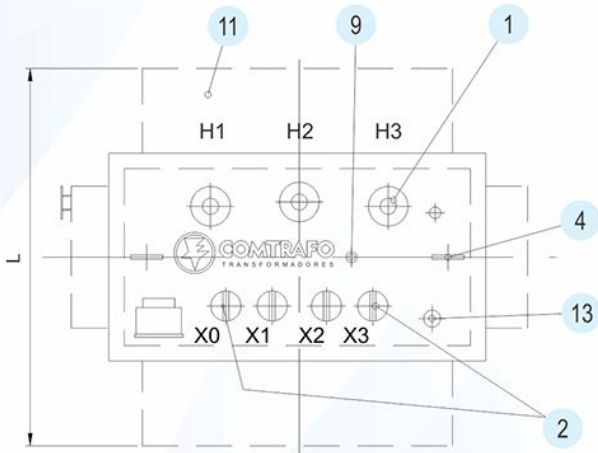 11
9
1
H1 H2 H3
4
L
COMTRAFO
TRANSFORMADORES
13
X0 X1 X2 X3
2